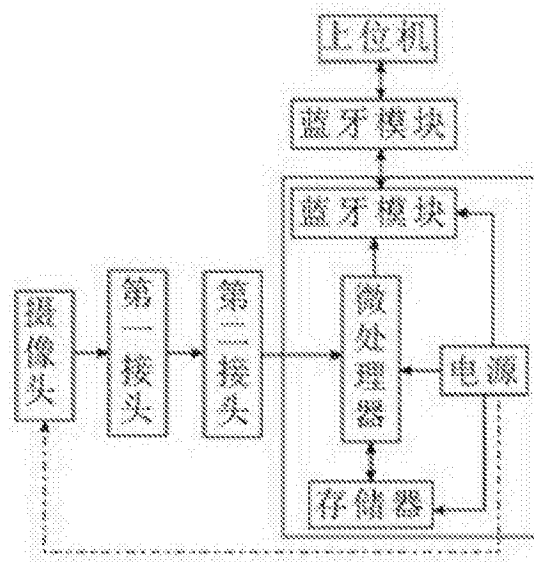 上位机
蓝牙模块
蓝牙模块
摄像头
第一接头
第二接头
微处理器
电源
存储器